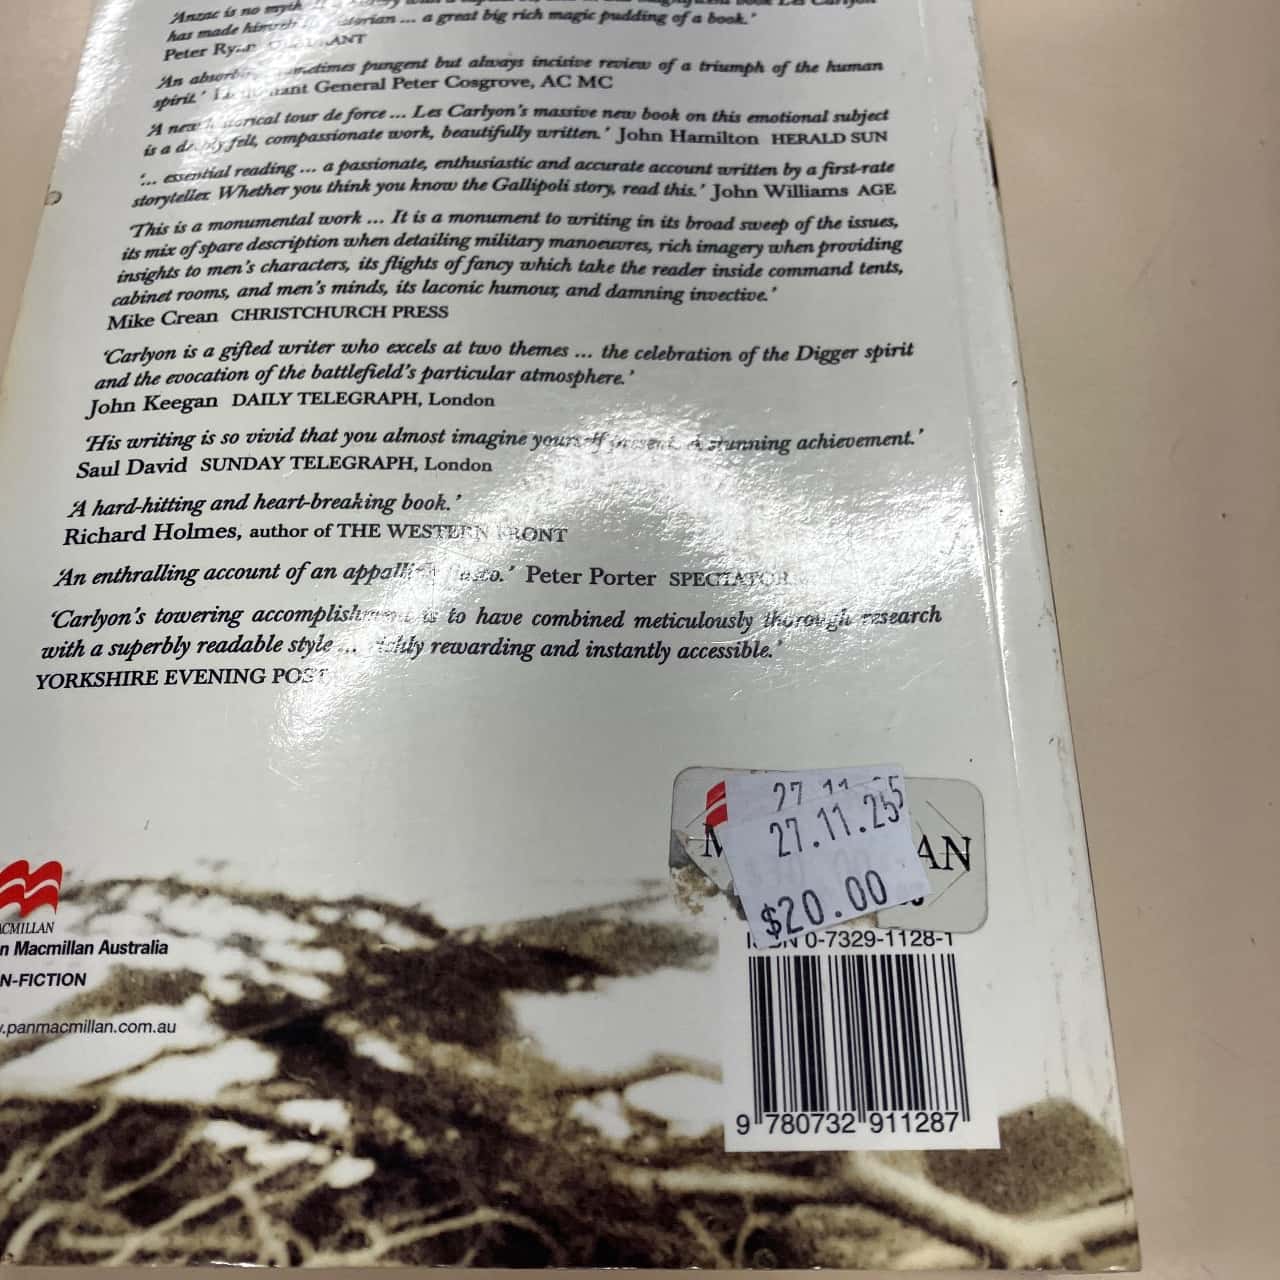 'Anzac is no myth
has made himself historian ... a great big rich magic pudding of a book.'
Peter Ryan QUADRANT
'An absorbing, sometimes pungent but always incisive review of a triumph of the human
spirit.' Lieutenant General Peter Cosgrove, AC MC
'A new historical tour de force ... Les Carlyon's massive new book on this emotional subject
is a deeply felt, compassionate work, beautifully written.' John Hamilton HERALD SUN
'... essential reading ... a passionate, enthusiastic and accurate account written by a first-rate
storyteller. Whether you think you know the Gallipoli story, read this.' John Williams AGE
'This is a monumental work ... It is a monument to writing in its broad sweep of the issues,
its mix of spare description when detailing military manoeuvres, rich imagery when providing
insights to men's characters, its flights of fancy which take the reader inside command tents,
cabinet rooms, and men's minds, its laconic humour, and damning invective.'
Mike Crean CHRISTCHURCH PRESS
'Carlyon is a gifted writer who excels at two themes ... the celebration of the Digger spirit
and the evocation of the battlefield's particular atmosphere.'
John Keegan DAILY TELEGRAPH, London
'His writing is so vivid that you almost imagine yourself present. A stunning achievement.'
Saul David SUNDAY TELEGRAPH, London
'A hard-hitting and heart-breaking book.'
Richard Holmes, author of THE WESTERN FRONT
'An enthralling account of an appalling fiasco.' Peter Porter SPECTATOR
'Carlyon's towering accomplishment is to have combined meticulously thorough research
with a superbly readable style ... richly rewarding and instantly accessible.'
YORKSHIRE EVENING POST
27.11.25
$20.00
M AN
ISBN 0-7329-1128-1
9 780732 911287
ACMILLAN
n Macmillan Australia
N-FICTION
.panmacmillan.com.au